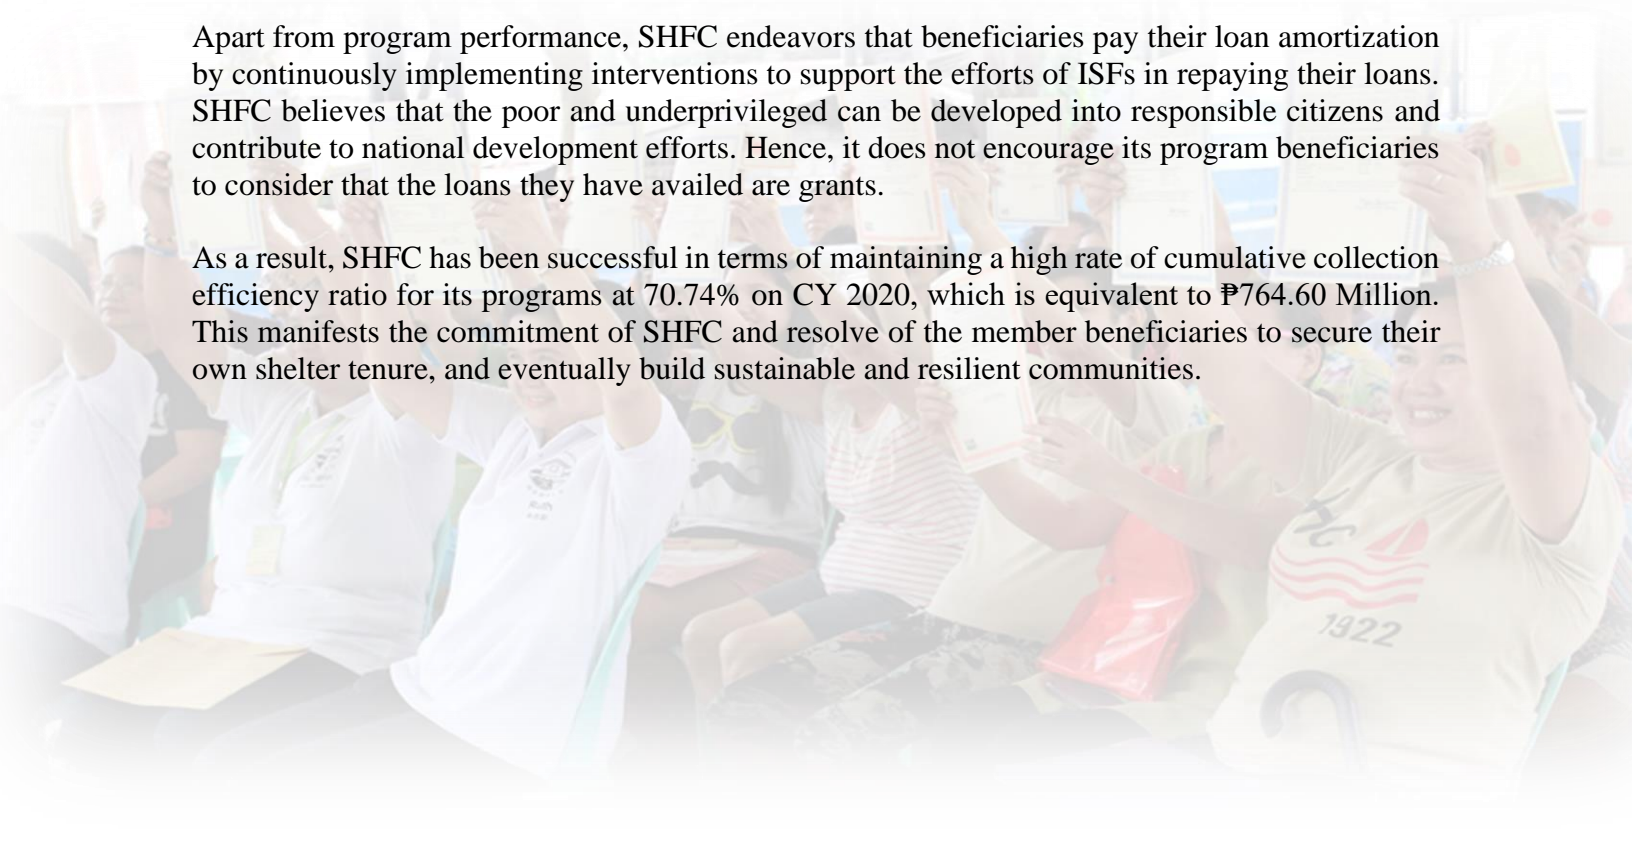 Apart from program performance, SHFC endeavors that beneficiaries pay their loan amortization
by continuously implementing interventions to support the efforts of ISFs in repaying their loans.
SHFC believes that the poor and underprivileged can be developed into responsible citizens and
contribute to national development efforts. Hence, it does not encourage its program beneficiaries
to consider that the loans they have availed are grants.
As a result, SHFC has been successful in terms of maintaining a high rate of cumulative collection
efficiency ratio for its programs at 70.74% on CY 2020, which is equivalent to ₱764.60 Million.
This manifests the commitment of SHFC and resolve of the member beneficiaries to secure their
own shelter tenure, and eventually build sustainable and resilient communities.
Ruth
1922